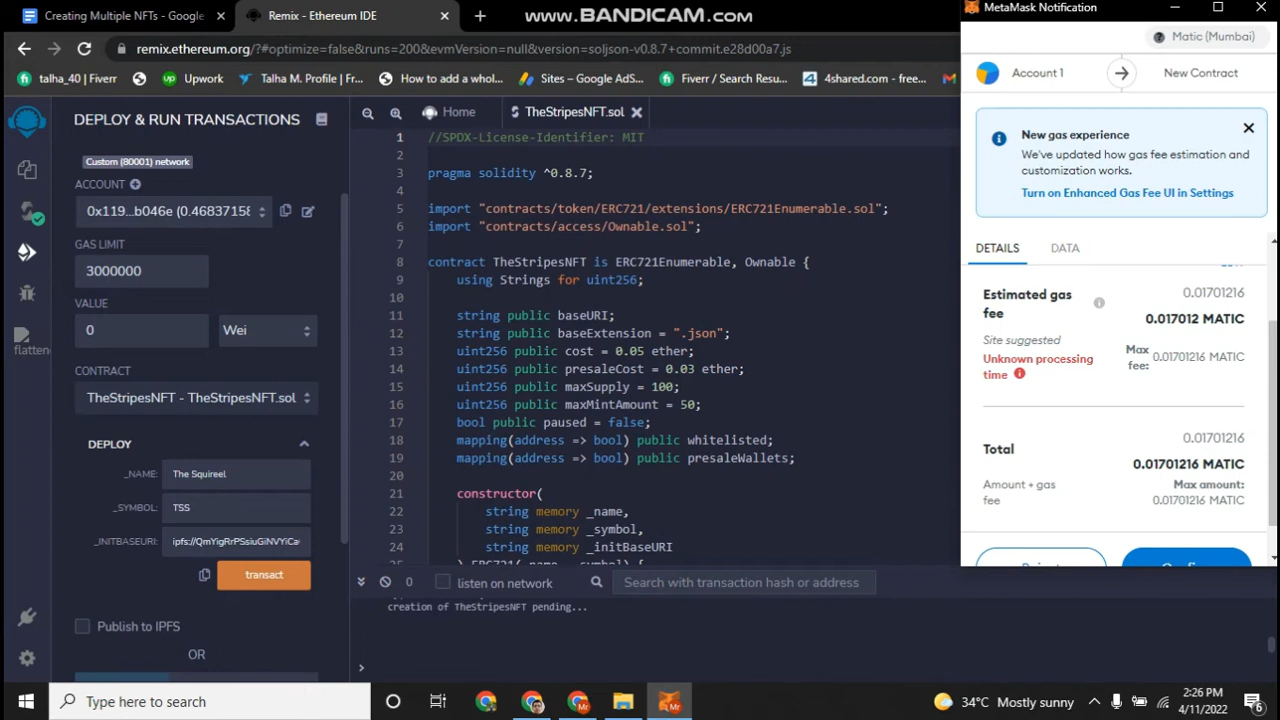 Creating Multiple NFTs - Google
Remix - Ethereum IDE
www.BANDICAM.com
MetaMask Notification
remix.ethereum.org/?#optimize=false&runs=200&evmVersion=null&version=soljson-v0.8.7+commit.e28d00a7.js
talha_40 | Fiverr
Upwork
Talha M. Profile | Fr...
How to add a whol...
Sites – Google AdS...
Fiverr / Search Resu...
4shared.com - free...
Matic (Mumbai)
Account 1
New Contract
DEPLOY & RUN TRANSACTIONS
Home
TheStripesNFT.sol
New gas experience
We've updated how gas fee estimation and
customization works.
Turn on Enhanced Gas Fee UI in Settings
DETAILS
DATA
Estimated gas
fee
0.01701216
0.017012 MATIC
Site suggested
Unknown processing
time
Max
fee:
0.01701216 MATIC
Total
0.01701216
0.01701216 MATIC
Amount + gas
fee
Max amount:
0.01701216 MATIC
Custom (80001) network
ACCOUNT
0x119...b046e (0.46837158
GAS LIMIT
3000000
VALUE
0
Wei
CONTRACT
TheStripesNFT - TheStripesNFT.sol
DEPLOY
_NAME:
The Squireel
_SYMBOL:
TSS
_INITBASEURI:
transact
Publish to IPFS
OR
flatten
1 //SPDX-License-Identifier: MIT
2
3 pragma solidity ^0.8.7;
4
5 import "contracts/token/ERC721/extensions/ERC721Enumerable.sol";
6 import "contracts/access/Ownable.sol";
7
8 contract TheStripesNFT is ERC721Enumerable, Ownable {
9 using Strings for uint256;
10
11 string public baseURI;
12 string public baseExtension = ".json";
13 uint256 public cost = 0.05 ether;
14 uint256 public presaleCost = 0.03 ether;
15 uint256 public maxSupply = 100;
16 uint256 public maxMintAmount = 50;
17 bool public paused = false;
18 mapping(address => bool) public whitelisted;
19 mapping(address => bool) public presaleWallets;
20
21 constructor(
22 string memory _name,
23 string memory _symbol,
24 string memory _initBaseURI
0
listen on network
Search with transaction hash or address
creation of TheStripesNFT pending...
>
Type here to search
34°C Mostly sunny
2:26 PM
4/11/2022
6